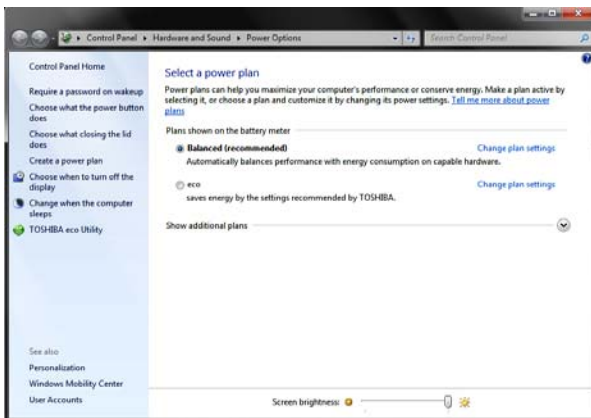 Control Panel ▸ Hardware and Sound ▸ Power Options
Search Control Panel
Control Panel Home
Require a password on wakeup
Choose what the power button
does
Choose what closing the lid
does
Create a power plan
Choose when to turn off the
display
Change when the computer
sleeps
TOSHIBA eco Utility
See also
Personalization
Windows Mobility Center
User Accounts
Select a power plan
Power plans can help you maximize your computer's performance or conserve energy. Make a plan active by
selecting it, or choose a plan and customize it by changing its power settings. Tell me more about power
plans
Plans shown on the battery meter
Balanced (recommended) Change plan settings
Automatically balances performance with energy consumption on capable hardware.
eco Change plan settings
saves energy by the settings recommended by TOSHIBA.
Show additional plans
Screen brightness: